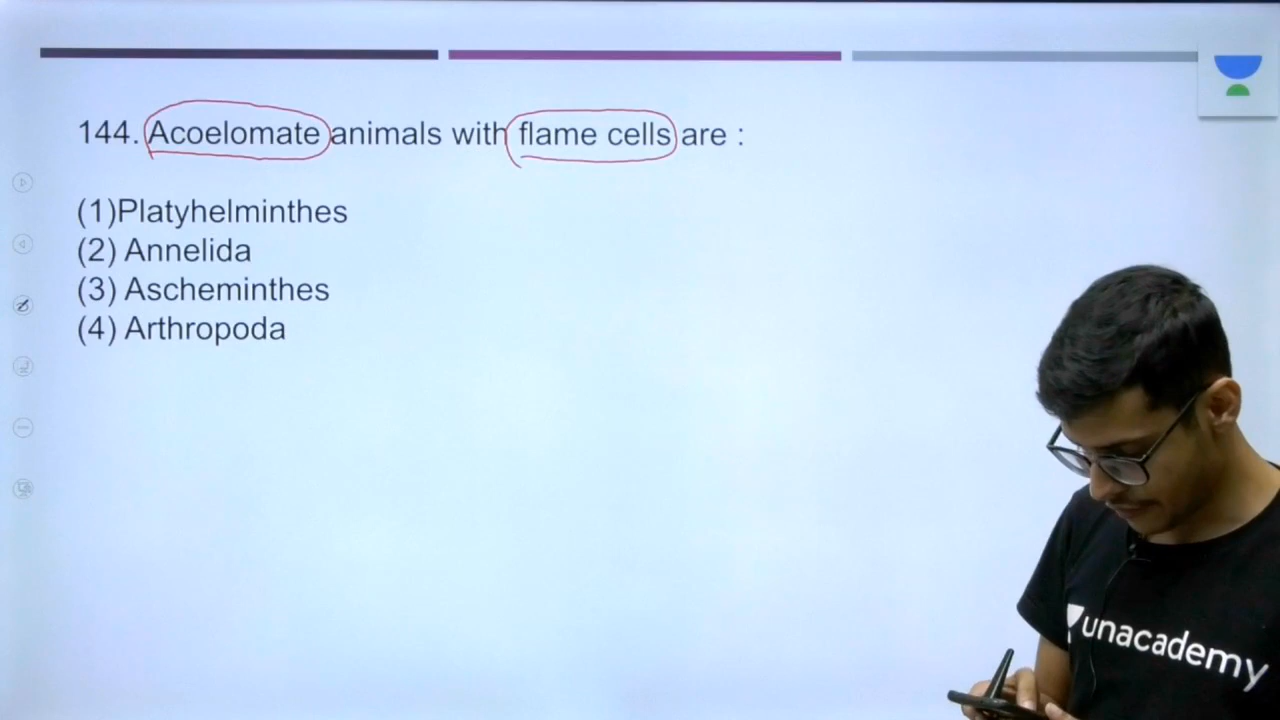 144. Acoelomate animals with flame cells are :
(1)Platyhelminthes
(2) Annelida
(3) Ascheminthes
(4) Arthropoda
unacademy